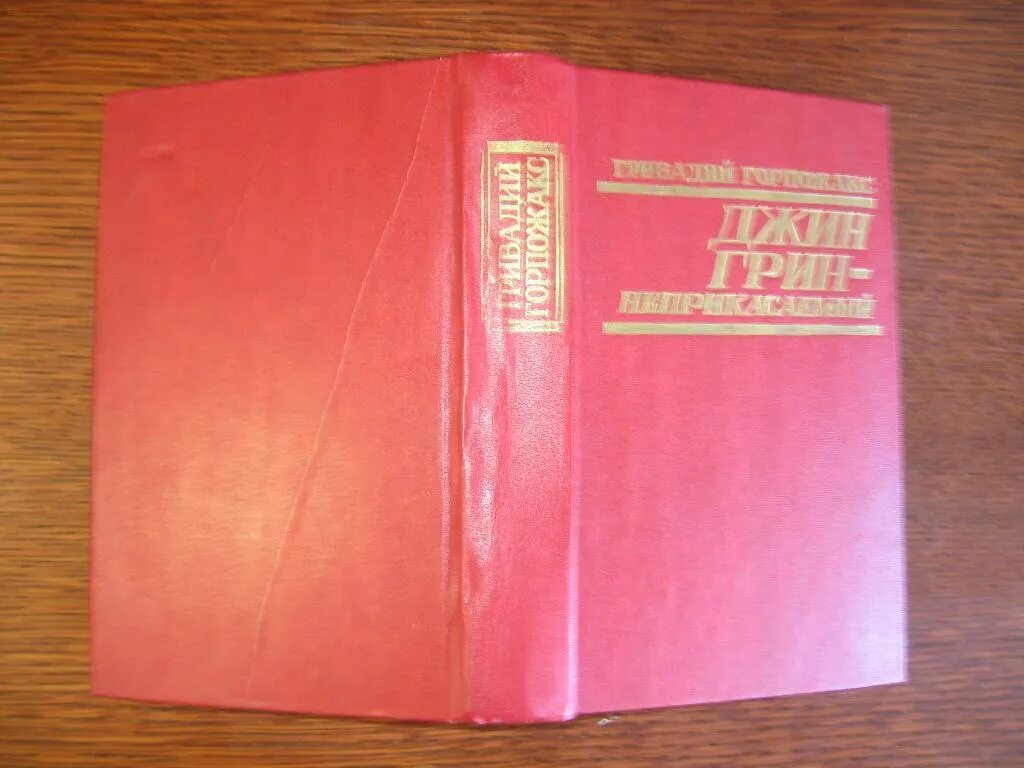 ГРИВАДИЙ
ГОРПОЖАКС
ГРИВАДИЙ ГОРПОЖАКС
ДЖИН
ГРИН-
НЕПРИКАСАЕМЫЙ